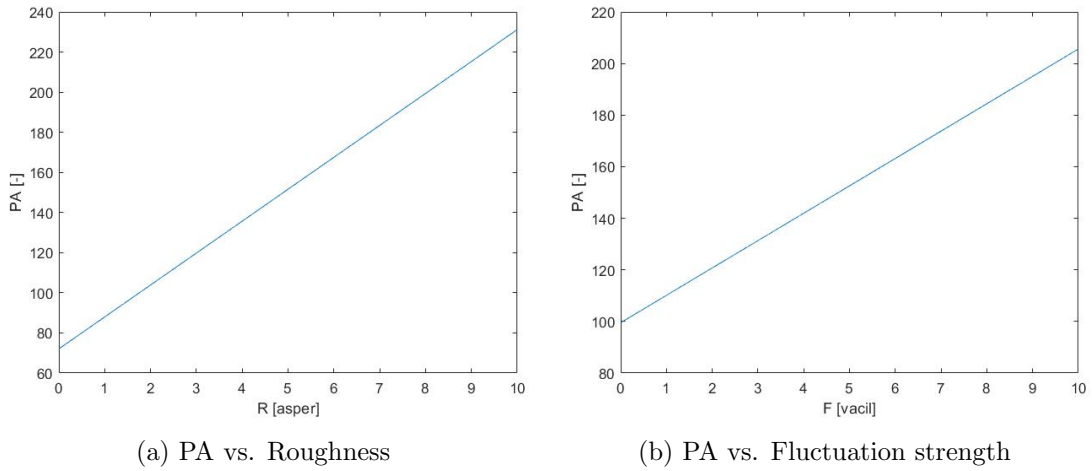 240
220
200
180
160
140
120
100
80
60
PA [-]
0 1 2 3 4 5 6 7 8 9 10
R [asper]
(a) PA vs. Roughness
220
200
180
160
140
120
100
80
PA [-]
0 1 2 3 4 5 6 7 8 9 10
F [vacil]
(b) PA vs. Fluctuation strength